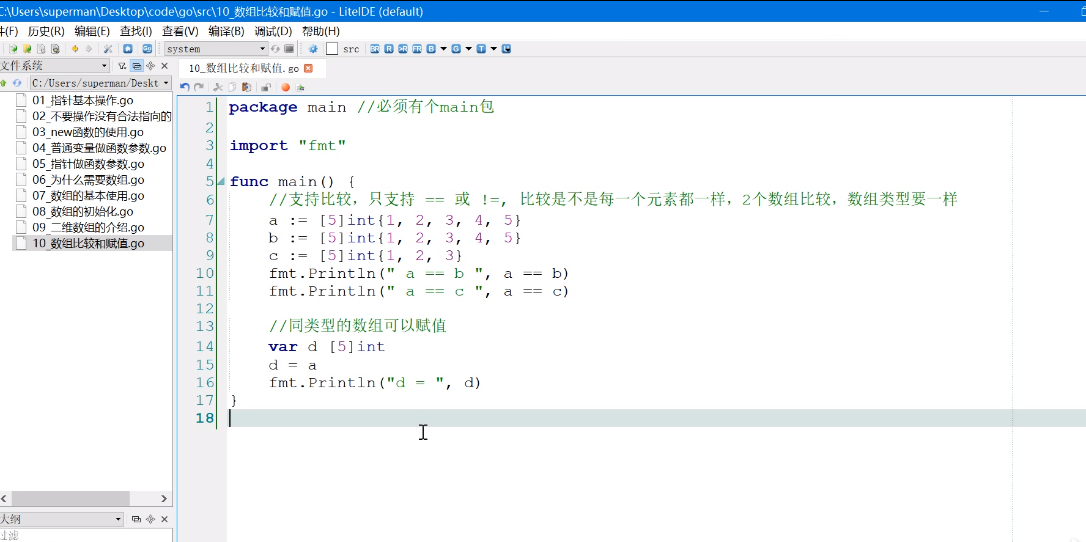 C:\Users\superman\Desktop\code\go\src\10_数组比较和赋值.go - LiteIDE (default)
历史(R) 编辑(E) 查找(I) 查看(V) 编译(B) 调试(D) 帮助(H)
system src BR R FR B G T
文件系统
10_数组比较和赋值.go
C:/Users/superman/Deskt
01_指针基本操作.go
02_不要操作没有合法指向的
03_new函数的使用.go
04_普通变量做函数参数.go
05_指针做函数参数.go
06_为什么需要数组.go
07_数组的基本使用.go
08_数组的初始化.go
09_二维数组的介绍.go
10_数组比较和赋值.go
1 package main //必须有个main包
2
3 import "fmt"
4
5 func main() {
6 //支持比较，只支持 == 或 !=, 比较是不是每一个元素都一样，2个数组比较，数组类型要一样
7 a := [5]int{1, 2, 3, 4, 5}
8 b := [5]int{1, 2, 3, 4, 5}
9 c := [5]int{1, 2, 3}
10 fmt.Println(" a == b ", a == b)
11 fmt.Println(" a == c ", a == c)
12
13 //同类型的数组可以赋值
14 var d [5]int
15 d = a
16 fmt.Println("d = ", d)
17 }
18
大纲
过滤